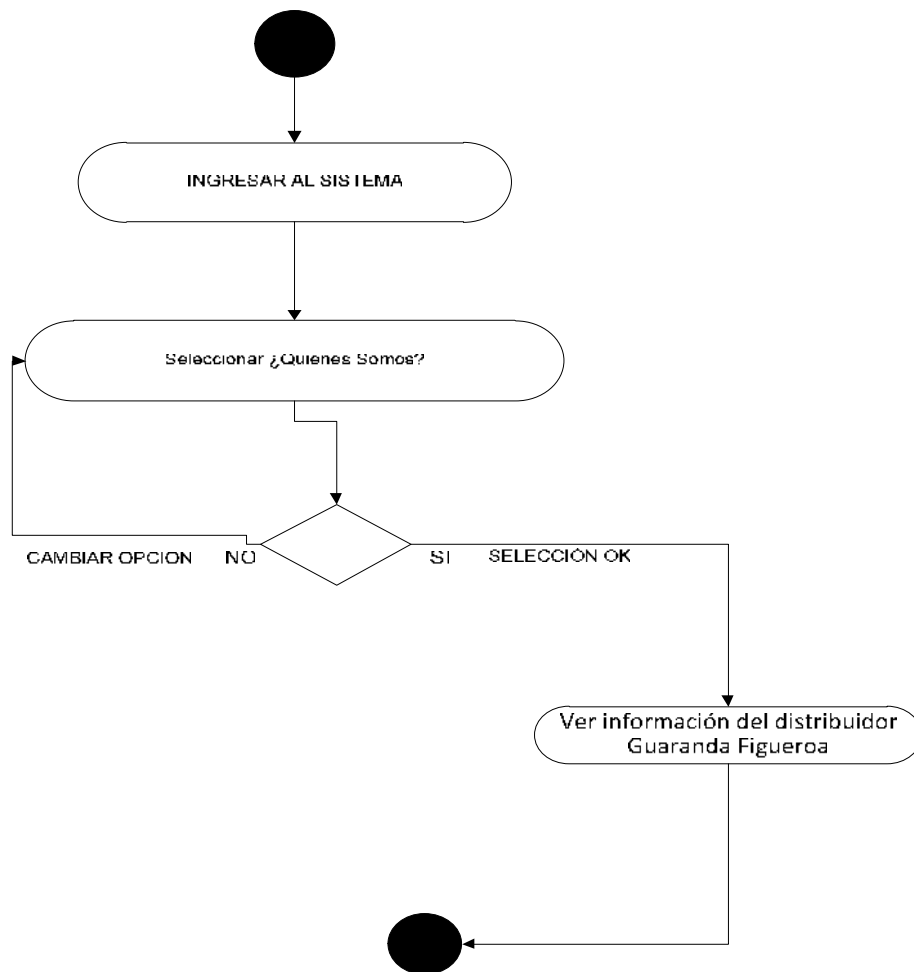 INGRESAR AL SISTEMA
Seleccionar ¿Quienes Somos?
CAMBIAR OPCION NO
SI SELECCIÓN OK
Ver información del distribuidor
Guaranda Figueroa